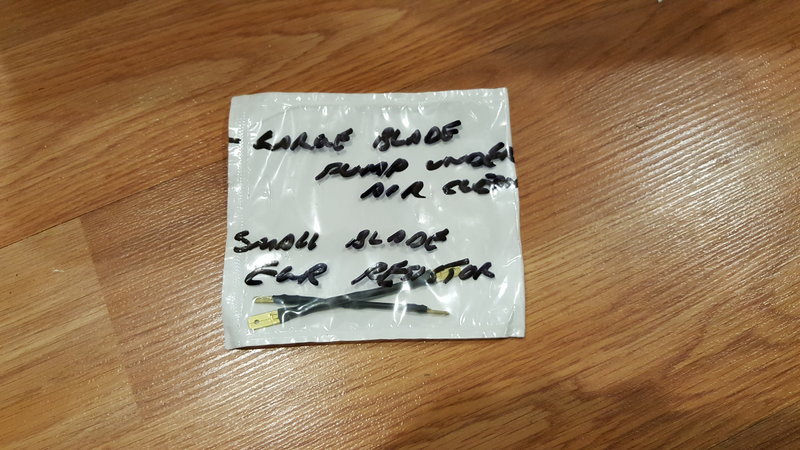 - LARGE BLADE
PUMP UNDER
AIR CLEAN
SMALL BLADE
EGR RESISTOR